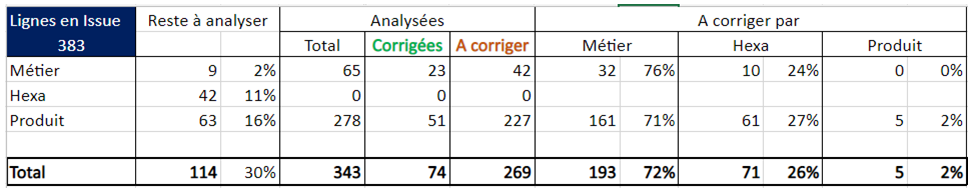 Lignes en Issue Reste à analyser Analysées A corriger par
383 Total Corrigées A corriger Métier Hexa Produit
Métier 9 2% 65 23 42 32 76% 10 24% 0 0%
Hexa 42 11% 0 0 0
Produit 63 16% 278 51 227 161 71% 61 27% 5 2%
Total 114 30% 343 74 269 193 72% 71 26% 5 2%